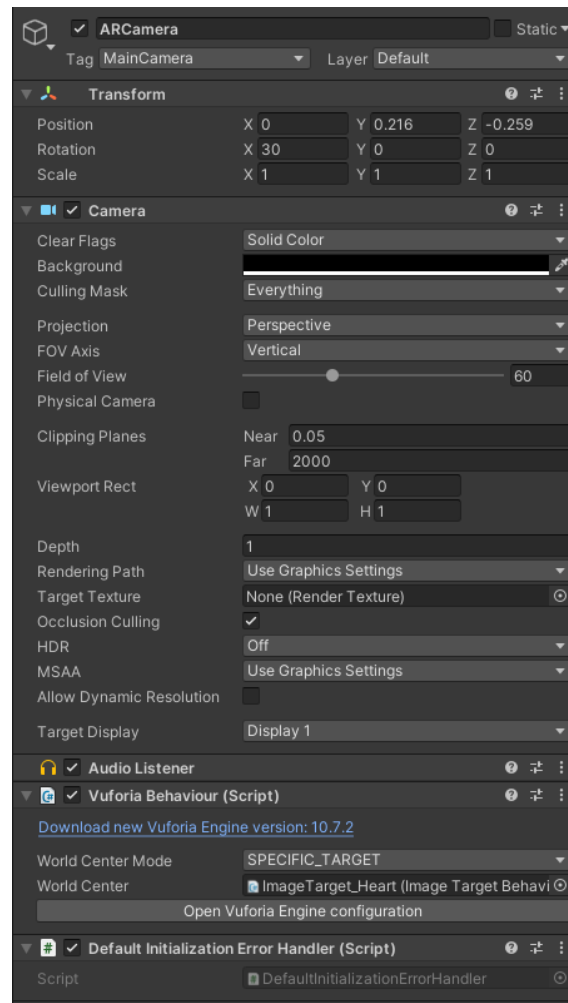 ARCamera Static
Tag MainCamera Layer Default
Transform
Position X 0 Y 0.216 Z -0.259
Rotation X 30 Y 0 Z 0
Scale X 1 Y 1 Z 1
Camera
Clear Flags Solid Color
Background
Culling Mask Everything
Projection Perspective
FOV Axis Vertical
Field of View 60
Physical Camera
Clipping Planes Near 0.05
Far 2000
Viewport Rect X 0 Y 0
W 1 H 1
Depth 1
Rendering Path Use Graphics Settings
Target Texture None (Render Texture)
Occlusion Culling
HDR Off
MSAA Use Graphics Settings
Allow Dynamic Resolution
Target Display Display 1
Audio Listener
Vuforia Behaviour (Script)
Download new Vuforia Engine version: 10.7.2
World Center Mode SPECIFIC_TARGET
World Center ImageTarget_Heart (Image Target Behavi
Open Vuforia Engine configuration
# Default Initialization Error Handler (Script)
Script DefaultInitializationErrorHandler